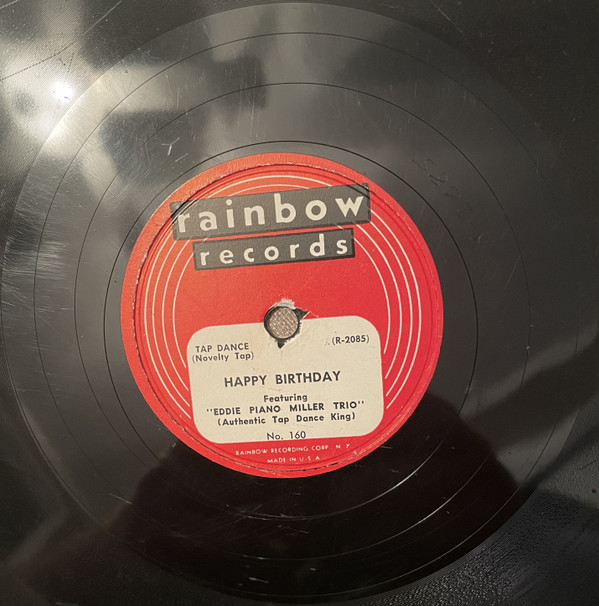 rainbow
records
TAP DANCE (R-2085)
(Novelty Tap)
HAPPY BIRTHDAY
Featuring
"EDDIE PIANO MILLER TRIO"
(Authentic Tap Dance King)
No. 160
RAINBOW RECORDING CORP. N. Y.
MADE IN U.S.A.